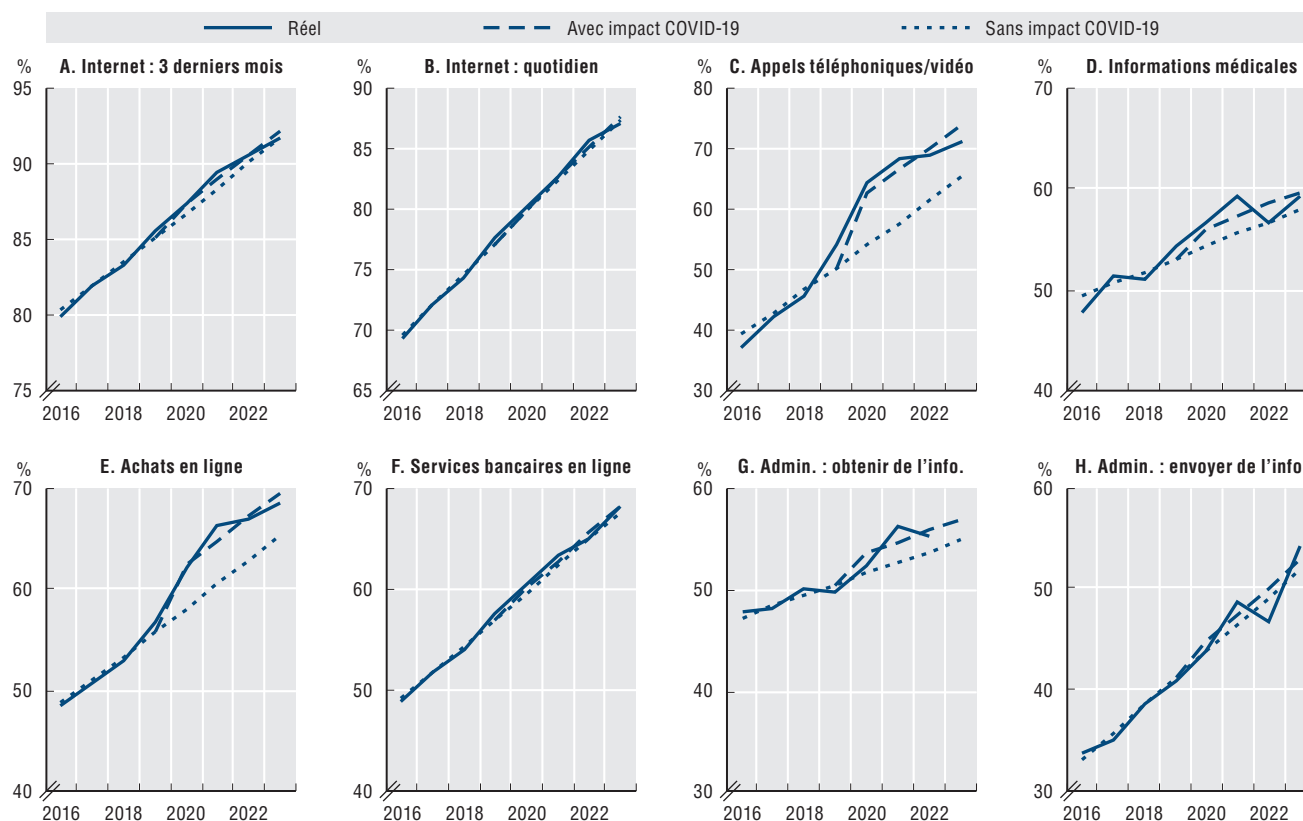 Réel Avec impact COVID-19 Sans impact COVID-19
% A. Internet : 3 derniers mois
95
90
85
80
75
2016 2018 2020 2022
% B. Internet : quotidien
90
85
80
75
70
65
2016 2018 2020 2022
% C. Appels téléphoniques/vidéo
80
70
60
50
40
30
2016 2018 2020 2022
% D. Informations médicales
70
60
50
40
2016 2018 2020 2022
% E. Achats en ligne
70
60
50
40
2016 2018 2020 2022
% F. Services bancaires en ligne
70
60
50
40
2016 2018 2020 2022
% G. Admin. : obtenir de l’info.
60
50
40
30
2016 2018 2020 2022
% H. Admin. : envoyer de l’info
60
50
40
30
2016 2018 2020 2022